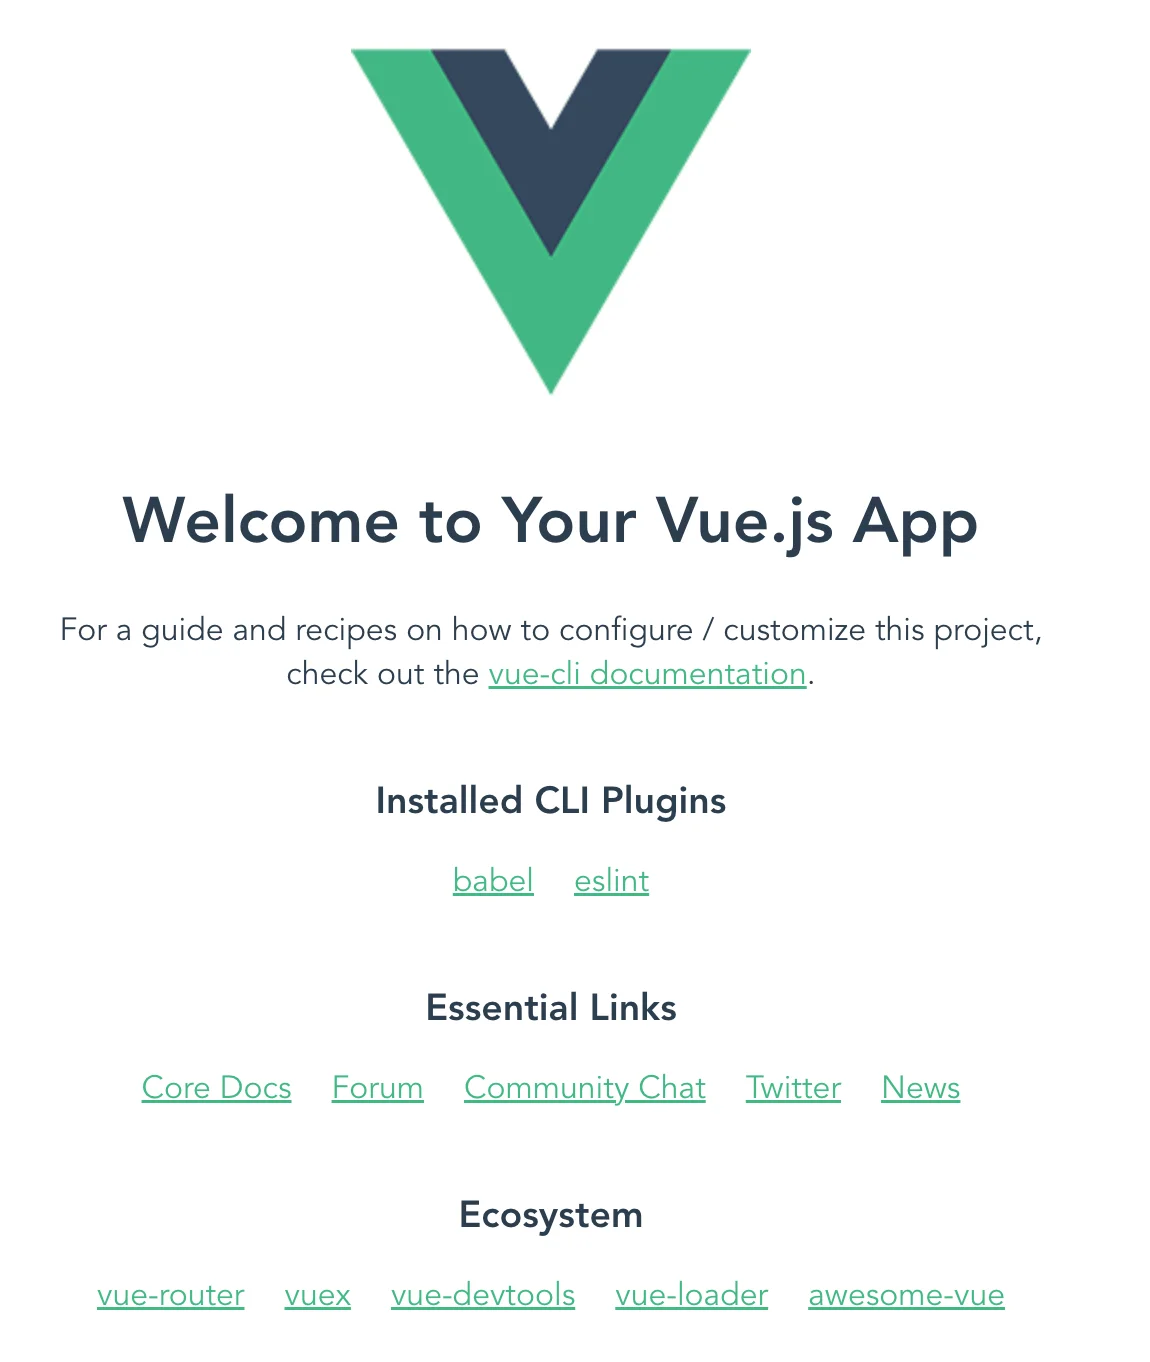 Welcome to Your Vue.js App
For a guide and recipes on how to configure / customize this project,
check out the vue-cli documentation.
Installed CLI Plugins
babel eslint
Essential Links
Core Docs Forum Community Chat Twitter News
Ecosystem
vue-router vuex vue-devtools vue-loader awesome-vue